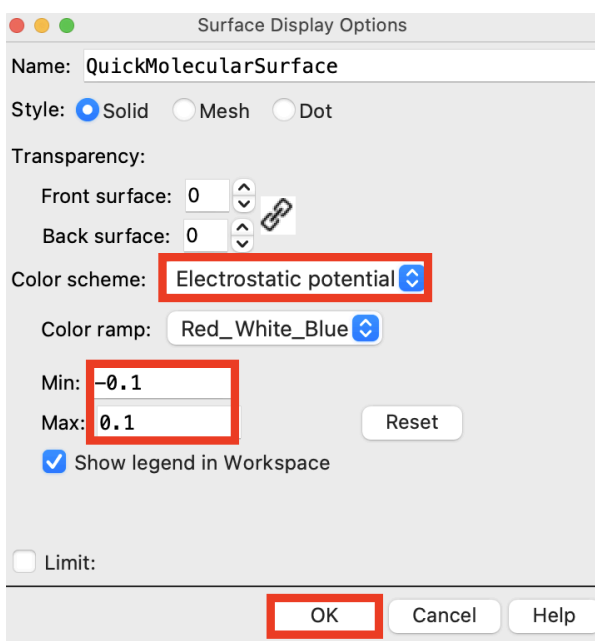 Surface Display Options
Name: QuickMolecularSurface
Style: Solid Mesh Dot
Transparency:
Front surface: 0
Back surface: 0
Color scheme: Electrostatic potential
Color ramp: Red_White_Blue
Min: -0.1
Max: 0.1 Reset
Show legend in Workspace
Limit:
OK Cancel Help